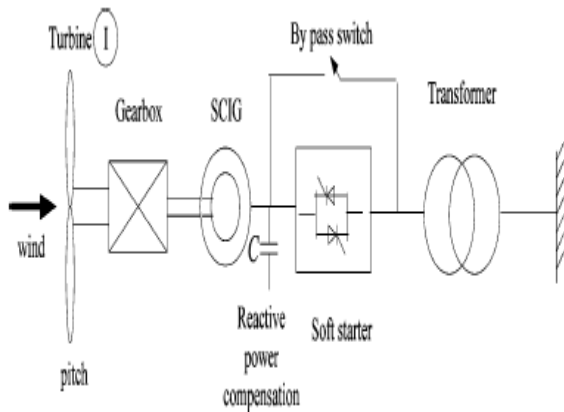 Turbine I
By pass switch
Gearbox
SCIG
Transformer
wind
C
Reactive
power
compensation
Soft starter
pitch